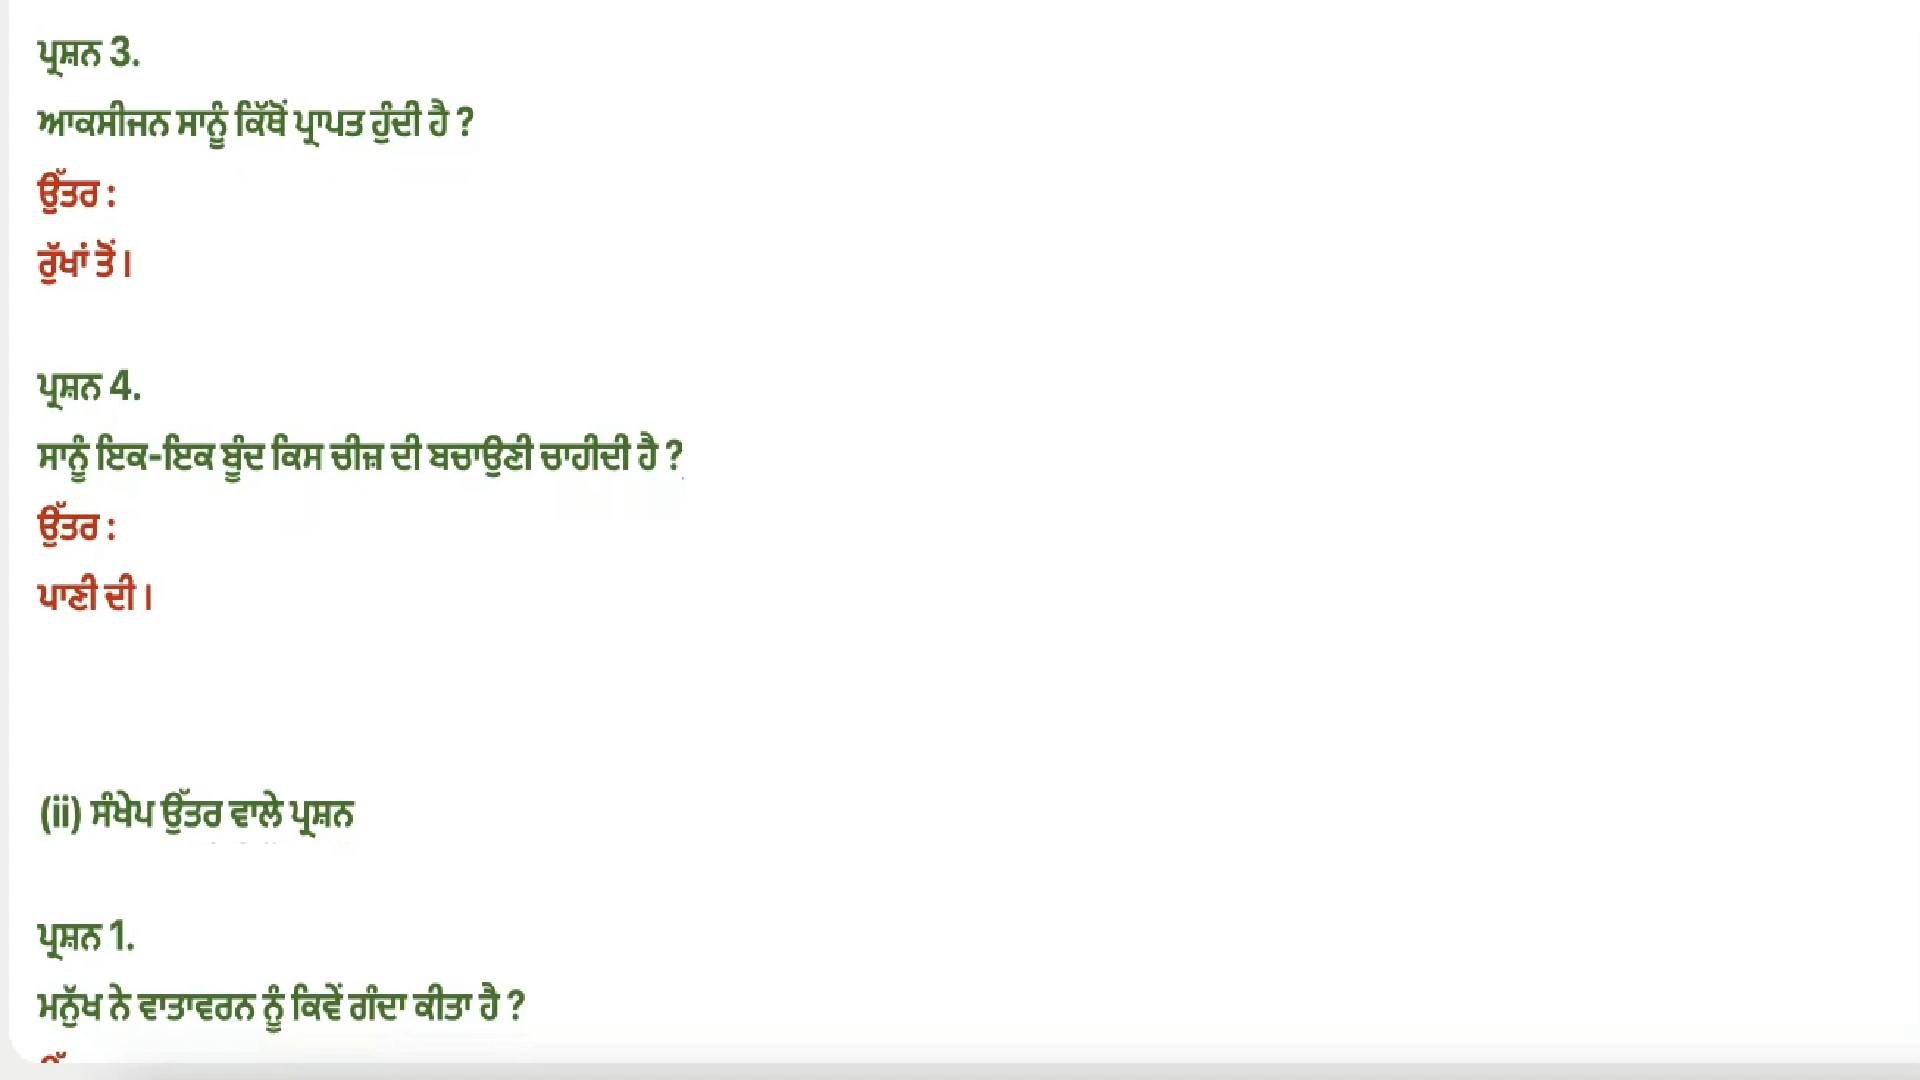 ਪ੍ਰਸ਼ਨ 3.
ਆਕਸੀਜਨ ਸਾਨੂੰ ਕਿੱਥੋਂ ਪ੍ਰਾਪਤ ਹੁੰਦੀ ਹੈ ?
ਉੱਤਰ :
ਰੁੱਖਾਂ ਤੋਂ ।
ਪ੍ਰਸ਼ਨ 4.
ਸਾਨੂੰ ਇਕ-ਇਕ ਬੂੰਦ ਕਿਸ ਚੀਜ਼ ਦੀ ਬਚਾਉਣੀ ਚਾਹੀਦੀ ਹੈ ?
ਉੱਤਰ :
ਪਾਣੀ ਦੀ ।
(ii) ਸੰਖੇਪ ਉੱਤਰ ਵਾਲੇ ਪ੍ਰਸ਼ਨ
ਪ੍ਰਸ਼ਨ 1.
ਮਨੁੱਖ ਨੇ ਵਾਤਾਵਰਨ ਨੂੰ ਕਿਵੇਂ ਗੰਦਾ ਕੀਤਾ ਹੈ ?